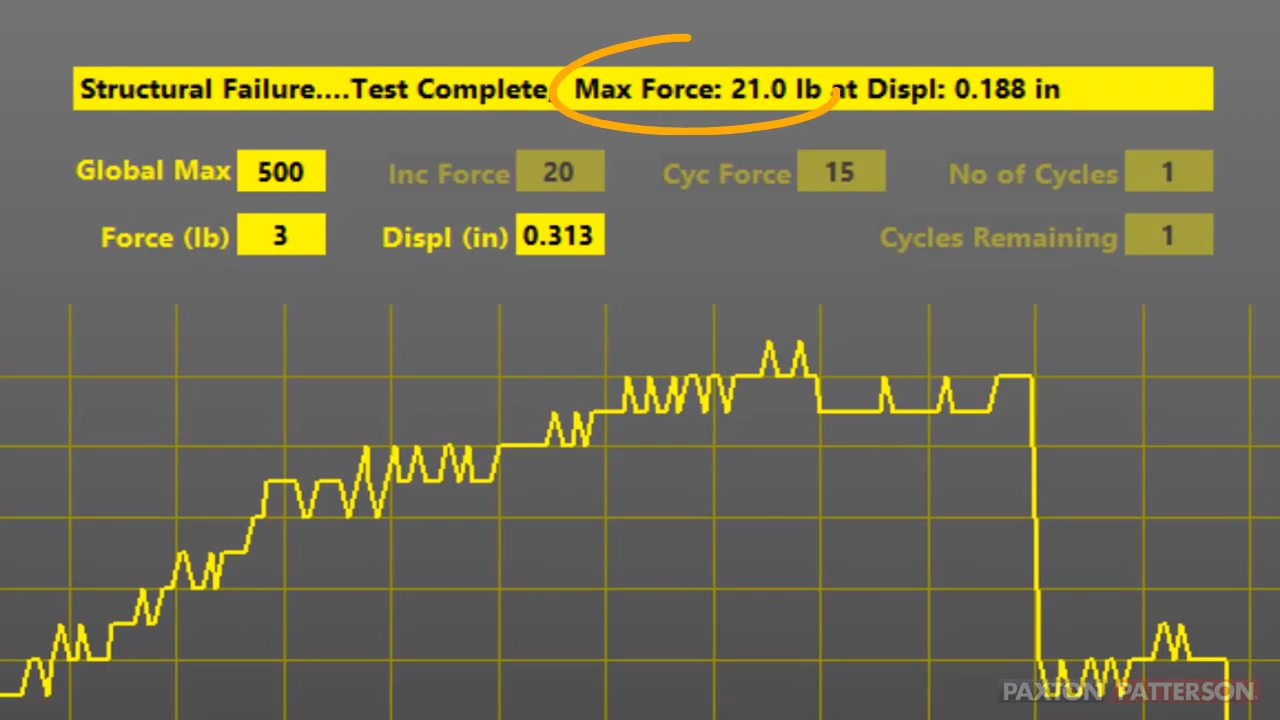 Structural Failure....Test Complete, Max Force: 21.0 lb at Displ: 0.188 in
Global Max 500 Inc Force 20 Cyc Force 15 No of Cycles 1
Force (lb) 3 Displ (in) 0.313 Cycles Remaining 1
PAXTON PATTERSON